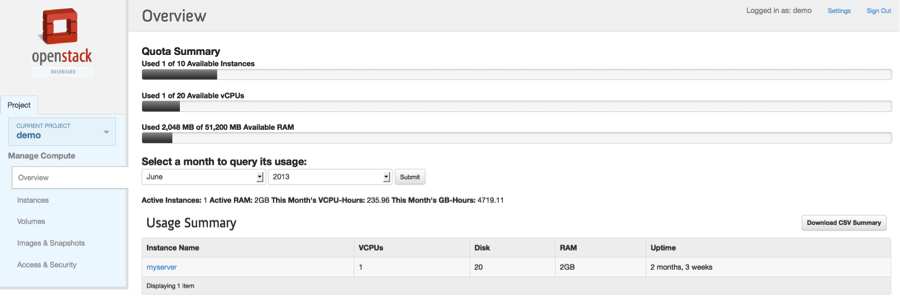 openstack
DASHBOARD
Project
CURRENT PROJECT
demo
Manage Compute
Overview
Instances
Volumes
Images & Snapshots
Access & Security
Overview
Logged in as: demo Settings Sign Out
Quota Summary
Used 1 of 10 Available Instances
Used 1 of 20 Available vCPUs
Used 2,048 MB of 51,200 MB Available RAM
Select a month to query its usage:
June 2013 Submit
Active Instances: 1 Active RAM: 2GB This Month's VCPU-Hours: 235.96 This Month's GB-Hours: 4719.11
Usage Summary Download CSV Summary
Instance Name VCPUs Disk RAM Uptime
myserver 1 20 2GB 2 months, 3 weeks
Displaying 1 item